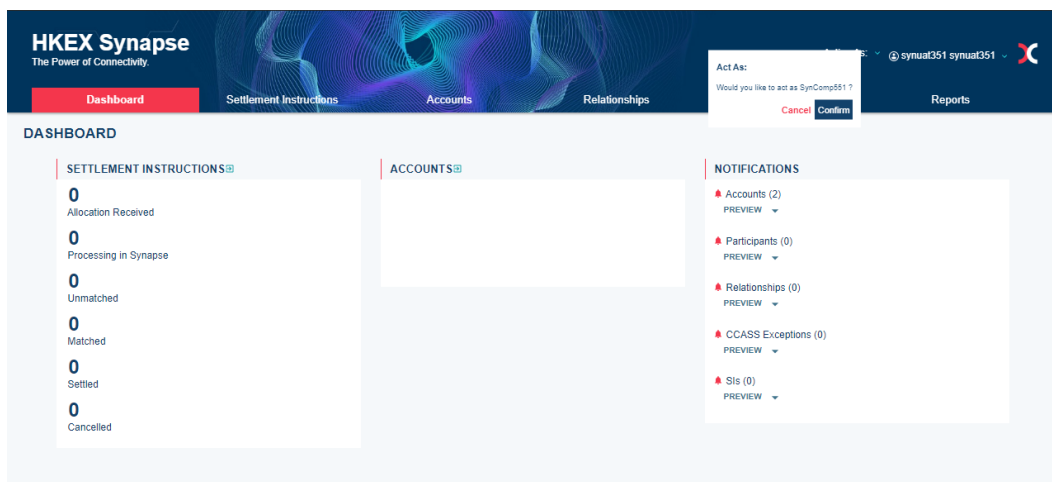 HKEX Synapse
The Power of Connectivity.
synuat351 synuat351
Act As:
Would you like to act as SynComp551 ?
Cancel Confirm
Dashboard Settlement Instructions Accounts Relationships Reports
DASHBOARD
SETTLEMENT INSTRUCTIONS
0
Allocation Received
0
Processing in Synapse
0
Unmatched
0
Matched
0
Settled
0
Cancelled
ACCOUNTS
NOTIFICATIONS
Accounts (2)
PREVIEW
Participants (0)
PREVIEW
Relationships (0)
PREVIEW
CCASS Exceptions (0)
PREVIEW
SIs (0)
PREVIEW